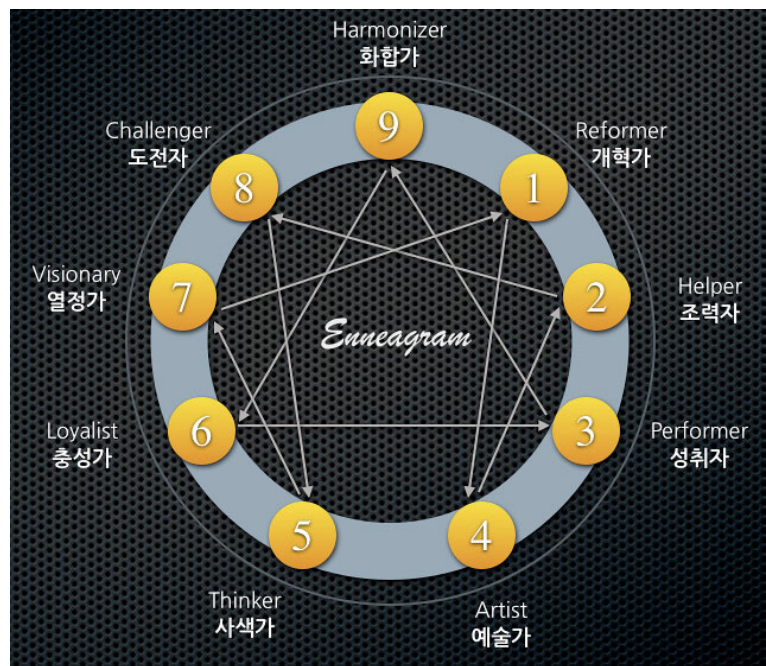 Harmonizer
화합가
9
Challenger
도전자
8
Reformer
개혁가
1
Visionary
열정가
7
Helper
조력자
2
Enneagram
Loyalist
충성가
6
Performer
성취자
3
Thinker
사색가
5
Artist
예술가
4